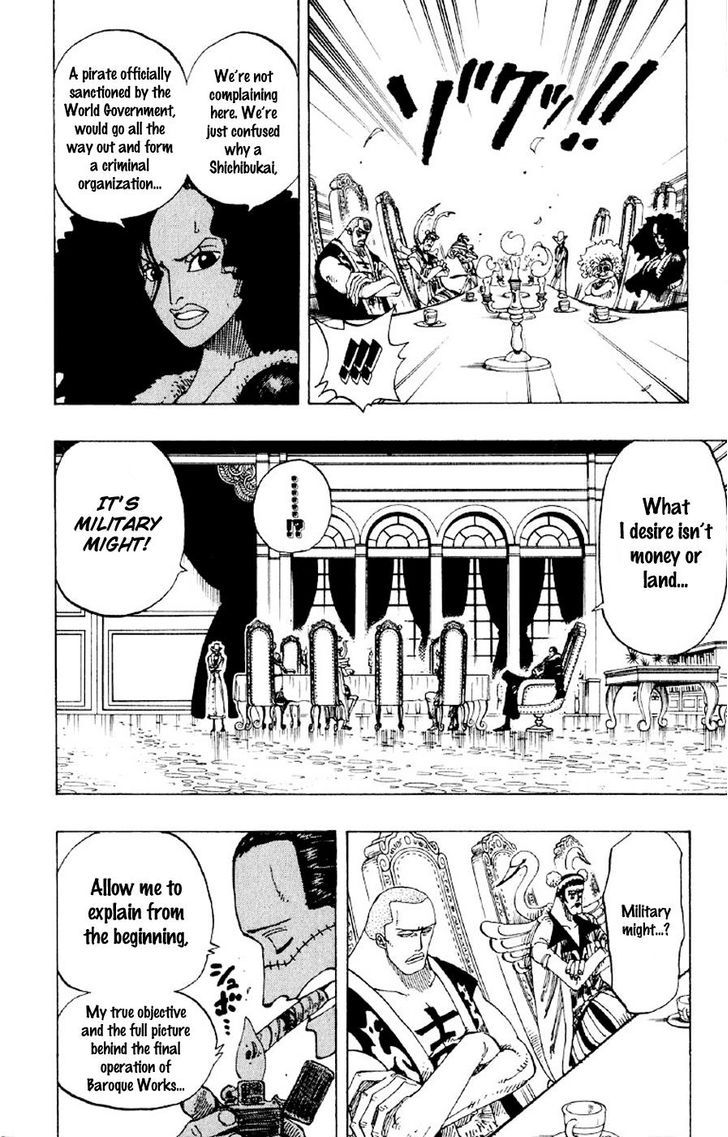 ゾクッ!!
!!!
We're not
complaining
here. We're
just confused
why a
Shichibukai,
A pirate officially
sanctioned by the
World Government,
would go all the
way out and form
a criminal
organization...
What
I desire isn't
money or
land...
......!?
IT'S
MILITARY
MIGHT!
Military
might...?
士
Allow me to
explain from
the beginning,
My true objective
and the full picture
behind the final
operation of
Baroque Works...
シュボ